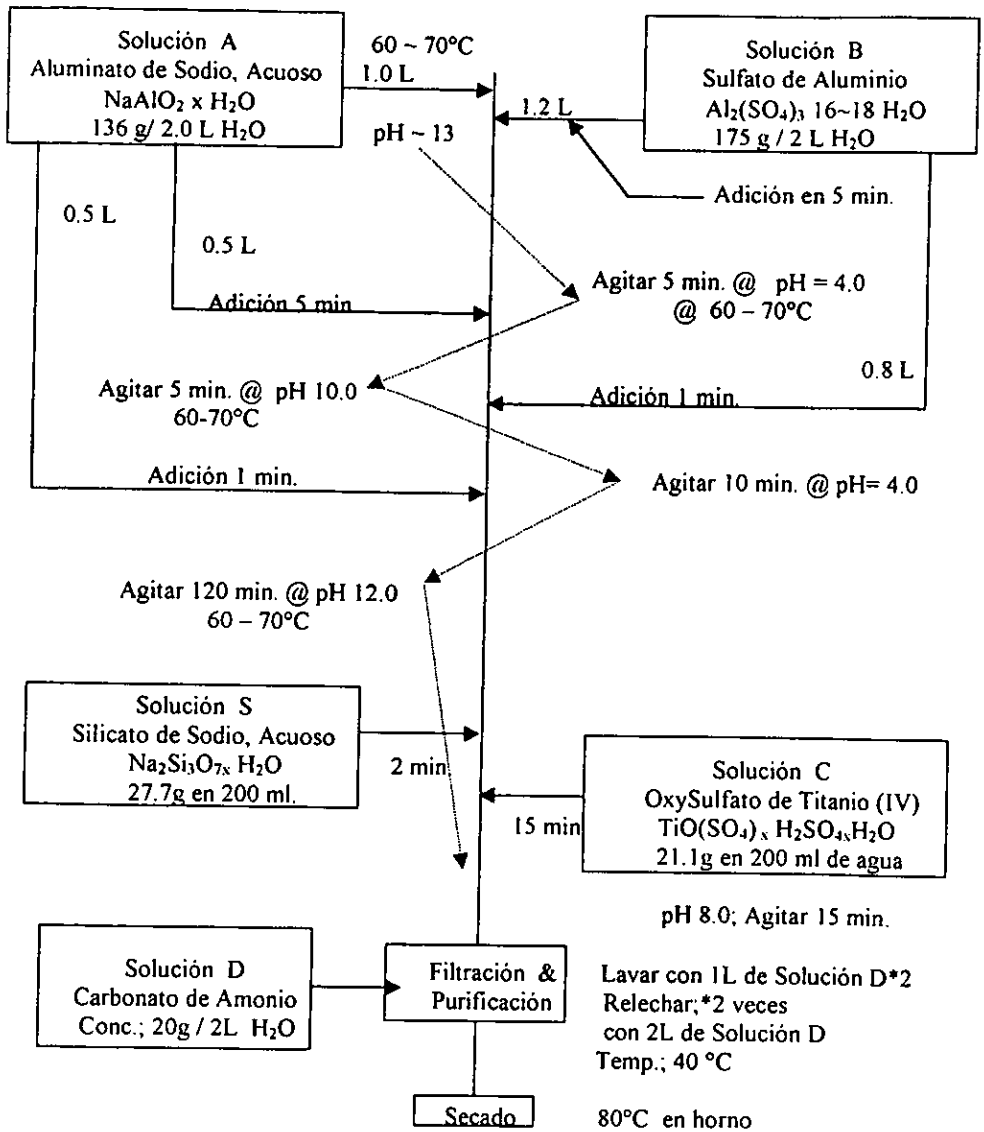 Solución A
Aluminato de Sodio, Acuoso
NaAlO₂ x H₂O
136 g/ 2.0 L H₂O
60 ~ 70°C
1.0 L
pH ~ 13
Solución B
Sulfato de Aluminio
Al₂(SO₄)₃ 16~18 H₂O
175 g / 2 L H₂O
1.2 L
Adición en 5 min.
0.5 L
0.5 L
Adición 5 min
Agitar 5 min. @ pH = 4.0
@ 60 – 70°C
0.8 L
Agitar 5 min. @ pH 10.0
60-70°C
Adición 1 min.
Adición 1 min.
Agitar 10 min. @ pH= 4.0
Agitar 120 min. @ pH 12.0
60 – 70°C
Solución S
Silicato de Sodio, Acuoso
Na₂Si₃O₇ₓ H₂O
27.7g en 200 ml.
2 min
Solución C
OxySulfato de Titanio (IV)
TiO(SO₄)ₓ H₂SO₄ₓH₂O
21.1g en 200 ml de agua
15 min
pH 8.0; Agitar 15 min.
Solución D
Carbonato de Amonio
Conc.; 20g / 2L H₂O
Filtración &
Purificación
Lavar con 1L de Solución D*2
Relechar;*2 veces
con 2L de Solución D
Temp.; 40 °C
Secado
80°C en horno